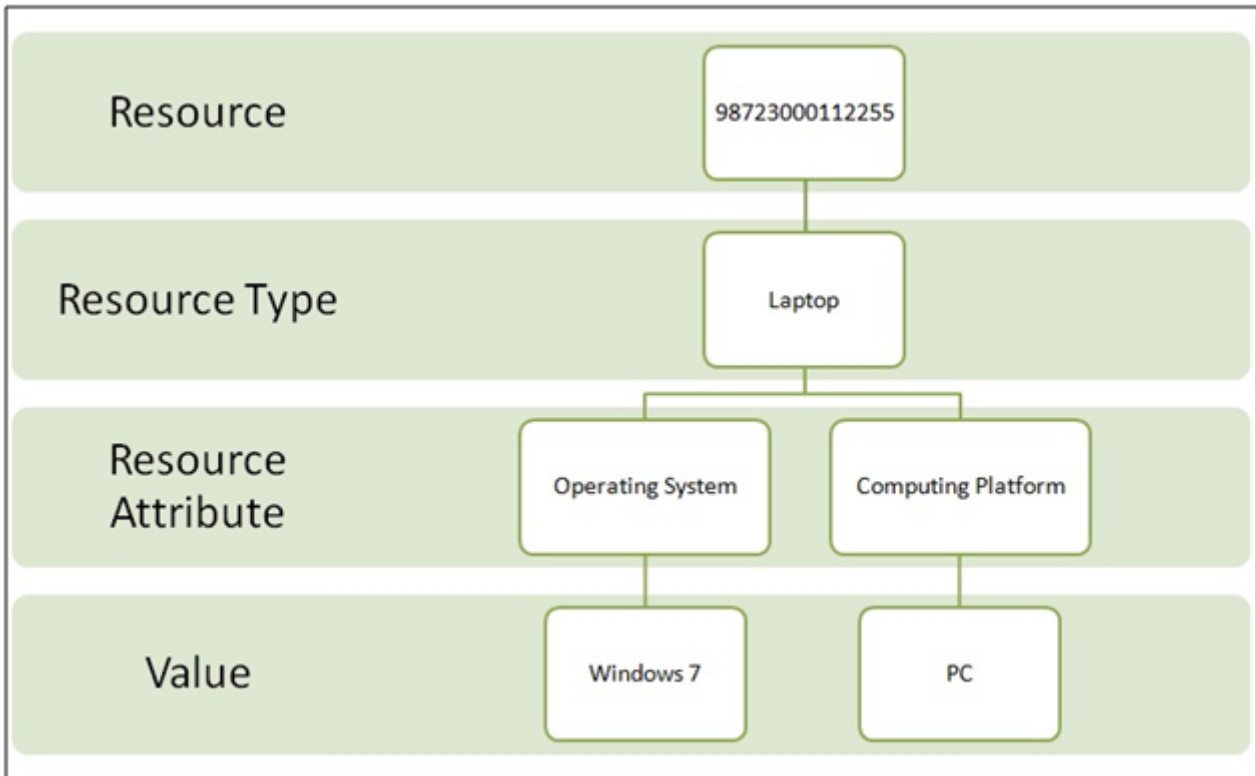 Resource
98723000112255
Resource Type
Laptop
Resource
Attribute
Operating System
Computing Platform
Value
Windows 7
PC